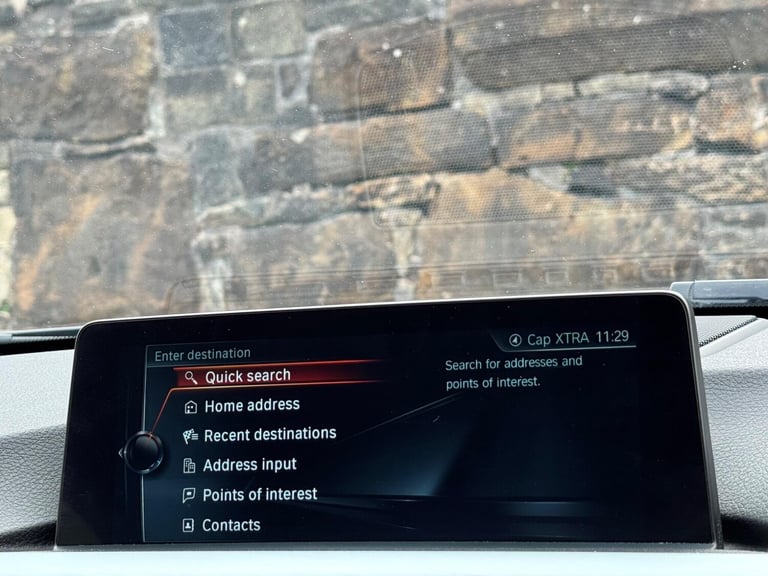 Cap XTRA 11:29
Enter destination
Quick search
Home address
Recent destinations
Address input
Points of interest
Contacts
Search for addresses and
points of interest.